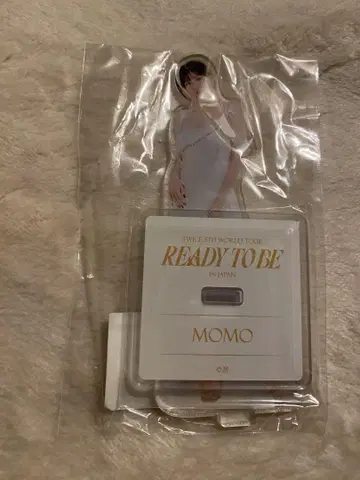 TWICE 5TH WORLD TOUR
READY TO BE
IN JAPAN
MOMO